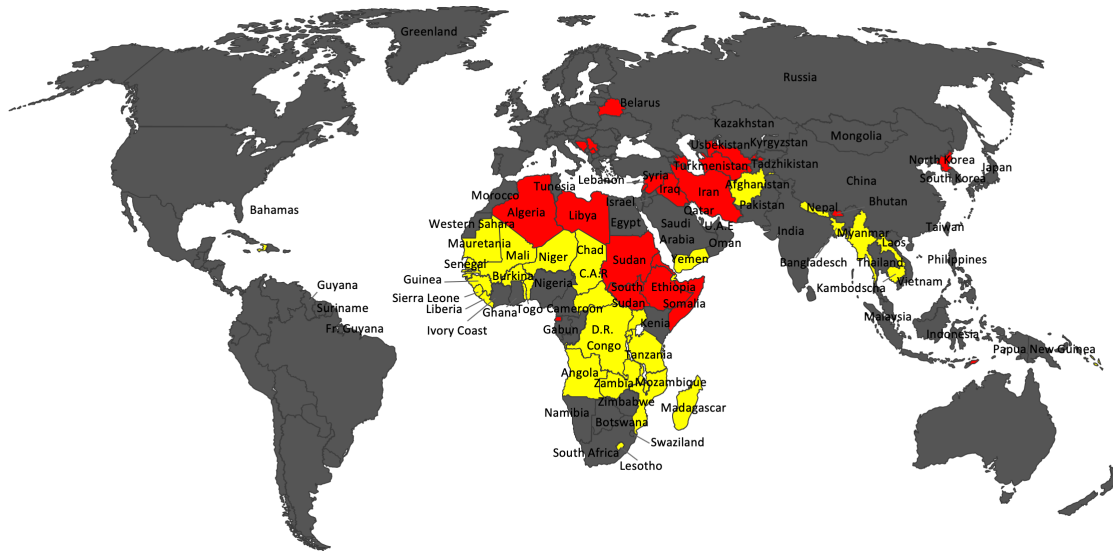 Greenland
Russia
Belarus
Kazakhstan
Mongolia
Usbekistan
Kyrgyzstan
North Korea
Japan
Turkmenistan
Tadzhikistan
South Korea
Lebanon
Syria
Iraq
Iran
Afghanistan
China
Morocco
Tunesia
Israel
Qatar
Pakistan
Nepal
Bhutan
Bahamas
Algeria
Libya
Egypt
Saudi
Arabia
U.A.E
Oman
India
Myanmar
Taiwan
Western Sahara
Mauretania
Mali
Niger
Chad
Sudan
Yemen
Laos
Senegal
Guinea
Burkina
Nigeria
C.A.R
South
Sudan
Ethiopia
Somalia
Bangladesch
Thailand
Vietnam
Philippines
Kambodscha
Guyana
Suriname
Fr. Guyana
Sierra Leone
Liberia
Ivory Coast
Ghana
Togo
Cameroon
Gabun
D.R.
Congo
Kenia
Malaysia
Indonesia
Papua New Guinea
Tanzania
Angola
Zambia
Mozambique
Zimbabwe
Madagascar
Namibia
Botswana
Swaziland
South Africa
Lesotho